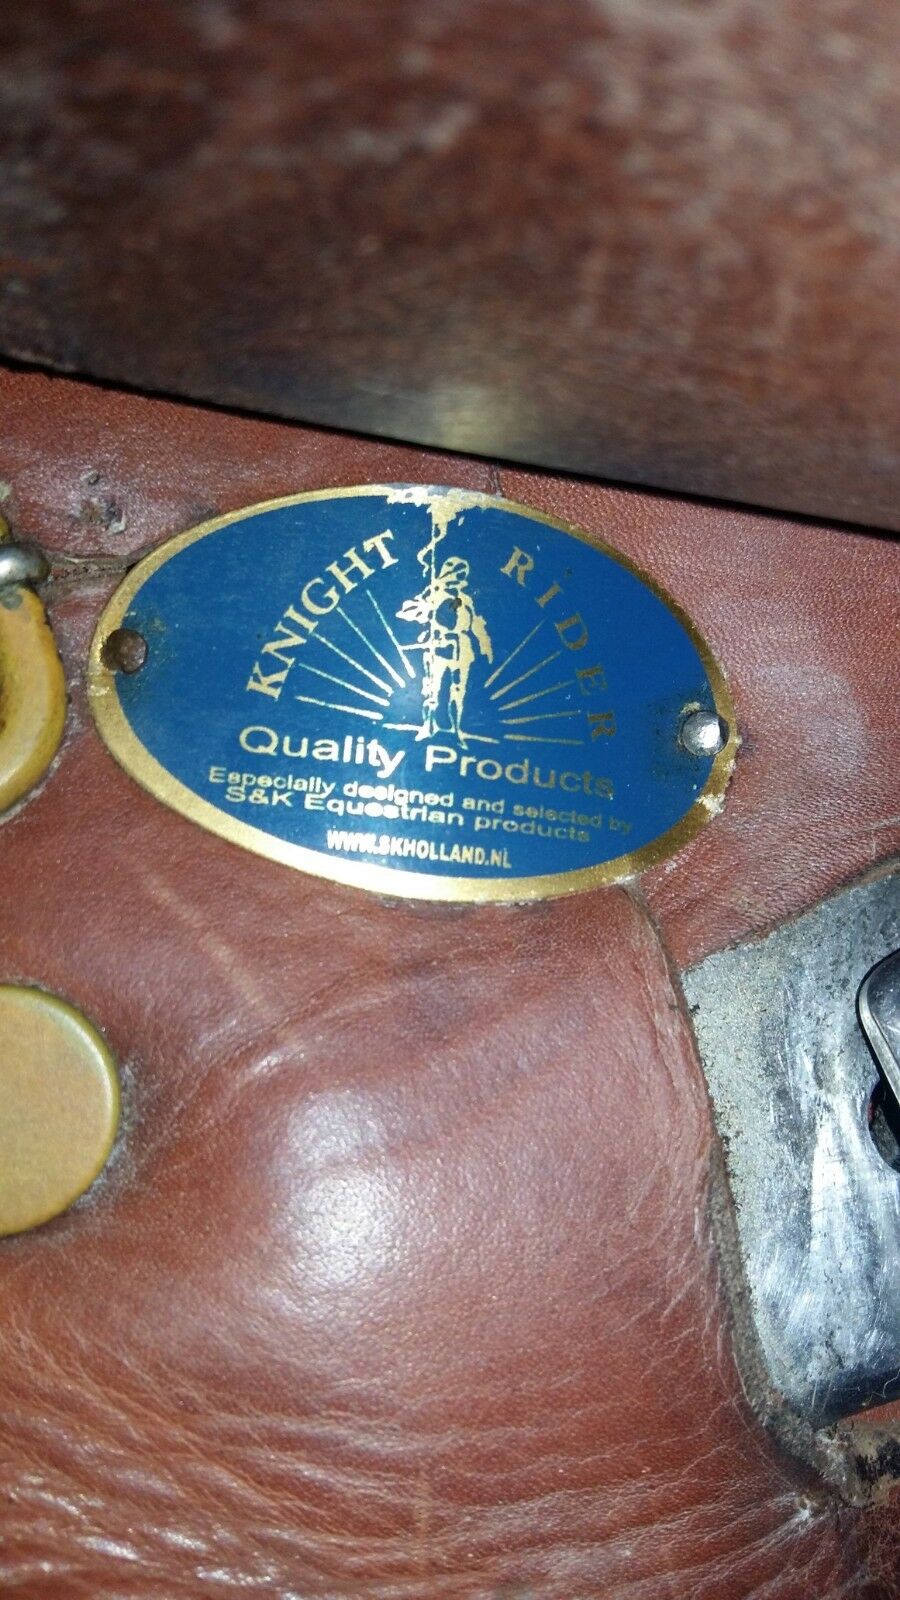 KNIGHT RIDER
Quality Products
Especially designed and selected by
S&K Equestrian products
WWW.SKHOLLAND.NL